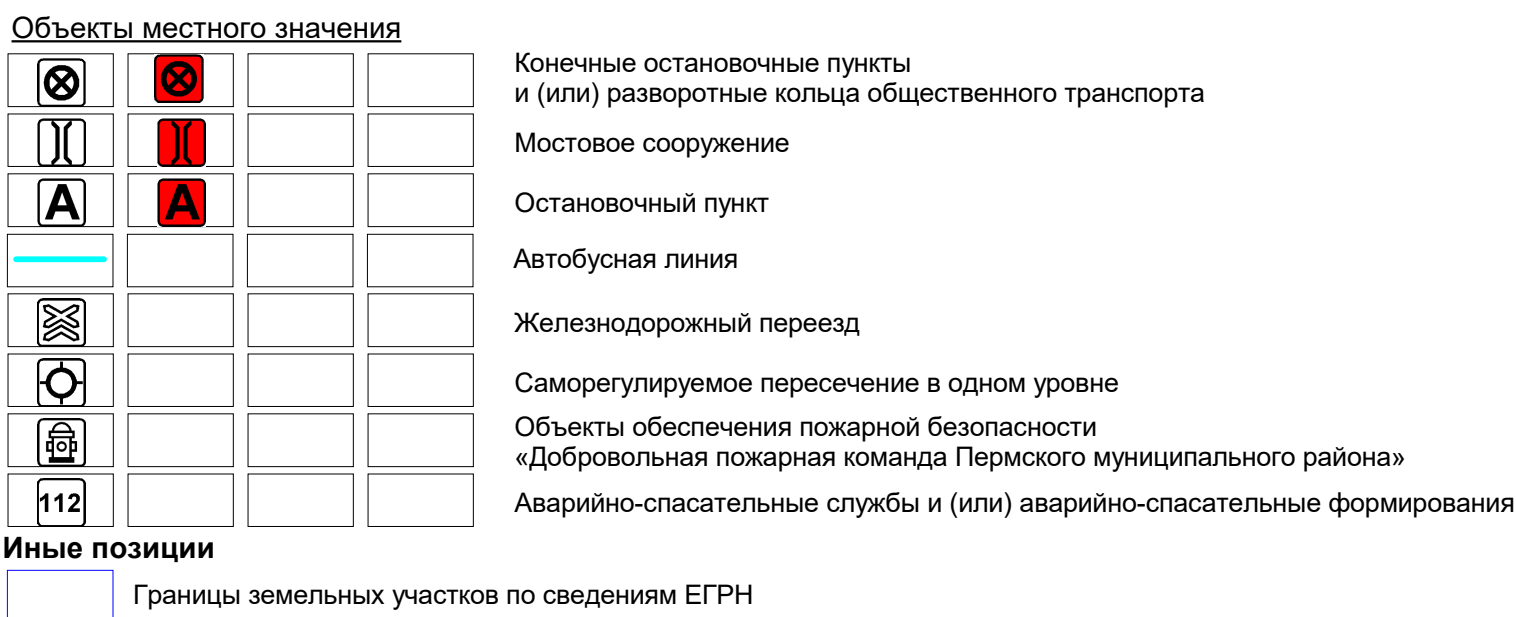 Объекты местного значения
Конечные остановочные пункты
и (или) разворотные кольца общественного транспорта
Мостовое сооружение
A A Остановочный пункт
Автобусная линия
Железнодорожный переезд
Саморегулируемое пересечение в одном уровне
Объекты обеспечения пожарной безопасности
«Добровольная пожарная команда Пермского муниципального района»
112 Аварийно-спасательные службы и (или) аварийно-спасательные формирования
Иные позиции
Границы земельных участков по сведениям ЕГРН